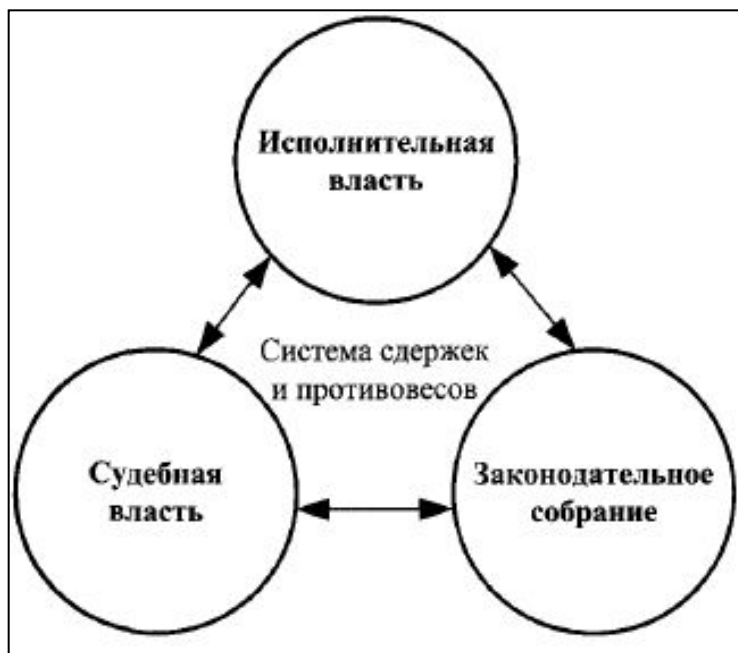 Исполнительная
власть
Система сдержек
и противовесов
Судебная
власть
Законодательное
собрание